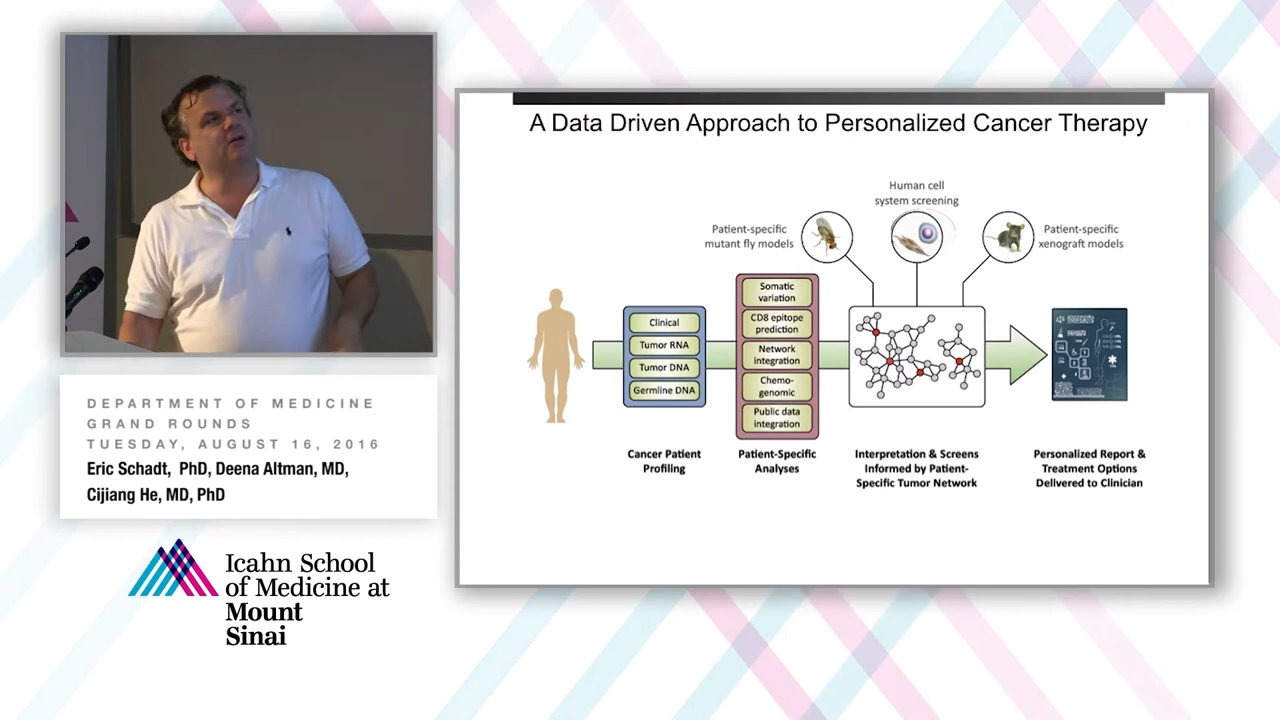 DEPARTMENT OF MEDICINE
GRAND ROUNDS
TUESDAY, AUGUST 16, 2016
Eric Schadt, PhD, Deena Altman, MD,
Cijiang He, MD, PhD
Icahn School
of Medicine at
Mount
Sinai
A Data Driven Approach to Personalized Cancer Therapy
Patient-specific
mutant fly models
Human cell
system screening
Patient-specific
xenograft models
Clinical
Tumor RNA
Tumor DNA
Germline DNA
Somatic
variation
CD8 epitope
prediction
Network
integration
Chemo-
genomic
Public data
integration
Cancer Patient
Profiling
Patient-Specific
Analyses
Interpretation & Screens
Informed by Patient-
Specific Tumor Network
Personalized Report &
Treatment Options
Delivered to Clinician